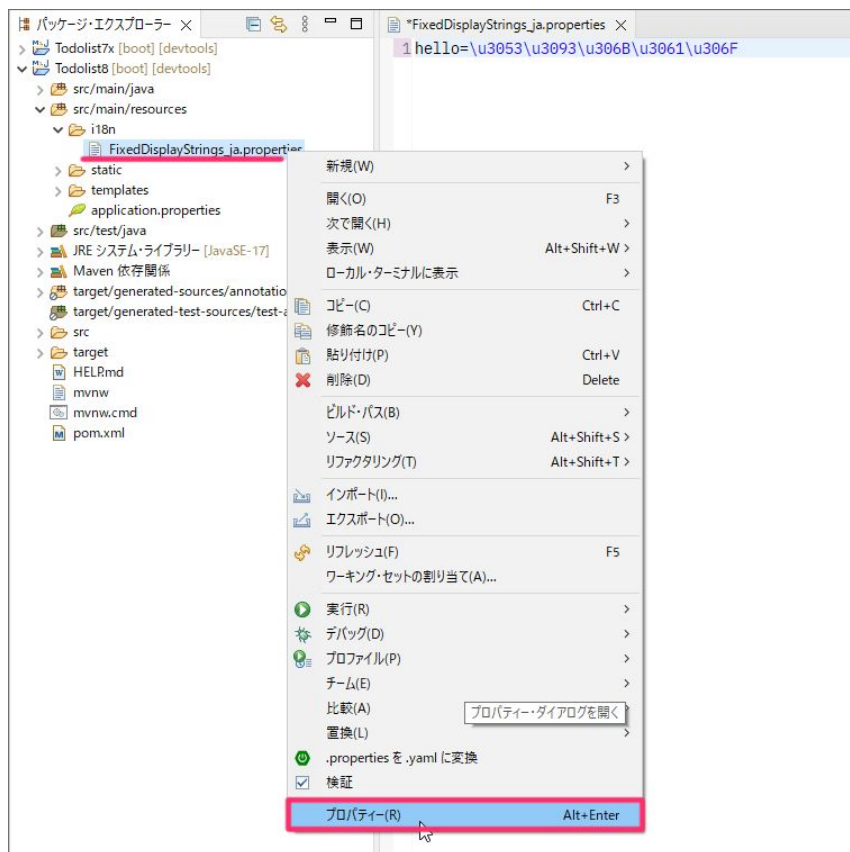 パッケージ・エクスプローラー
Todolist7x [boot] [devtools]
Todolist8 [boot] [devtools]
src/main/java
src/main/resources
i18n
FixedDisplayStrings_ja.properties
static
templates
application.properties
src/test/java
JRE システム・ライブラリー [JavaSE-17]
Maven 依存関係
target/generated-sources/annotatio
target/generated-test-sources/test-a
src
target
HELP.md
mvnw
mvnw.cmd
pom.xml
*FixedDisplayStrings_ja.properties
1 hello=\u3053\u3093\u306B\u3061\u306F
新規(W)
開く(O) F3
次で開く(H)
表示(W) Alt+Shift+W
ローカル・ターミナルに表示
コピー(C) Ctrl+C
修飾名のコピー(Y)
貼り付け(P) Ctrl+V
削除(D) Delete
ビルド・パス(B)
ソース(S) Alt+Shift+S
リファクタリング(T) Alt+Shift+T
インポート(I)...
エクスポート(O)...
リフレッシュ(F) F5
ワーキング・セットの割り当て(A)...
実行(R)
デバッグ(D)
プロファイル(P)
チーム(E)
比較(A)
プロパティー・ダイアログを開く
置換(L)
.properties を .yaml に変換
検証
プロパティー(R) Alt+Enter